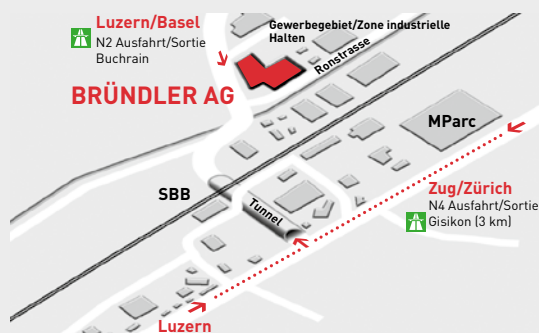 Luzern/Basel
N2 Ausfahrt/Sortie
Buchrain
Gewerbegebiet/Zone industrielle
Halten
Ronstrasse
BRÜNDLER AG
MParc
SBB
Tunnel
Zug/Zürich
N4 Ausfahrt/Sortie
Gisikon (3 km)
Luzern